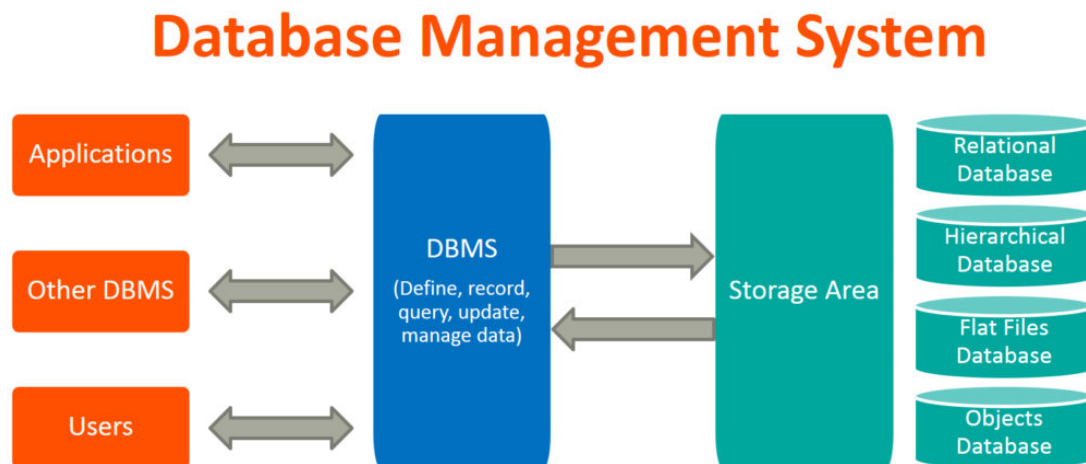 Database Management System
Applications
Other DBMS
Users
DBMS
(Define, record,
query, update,
manage data)
Storage Area
Relational
Database
Hierarchical
Database
Flat Files
Database
Objects
Database